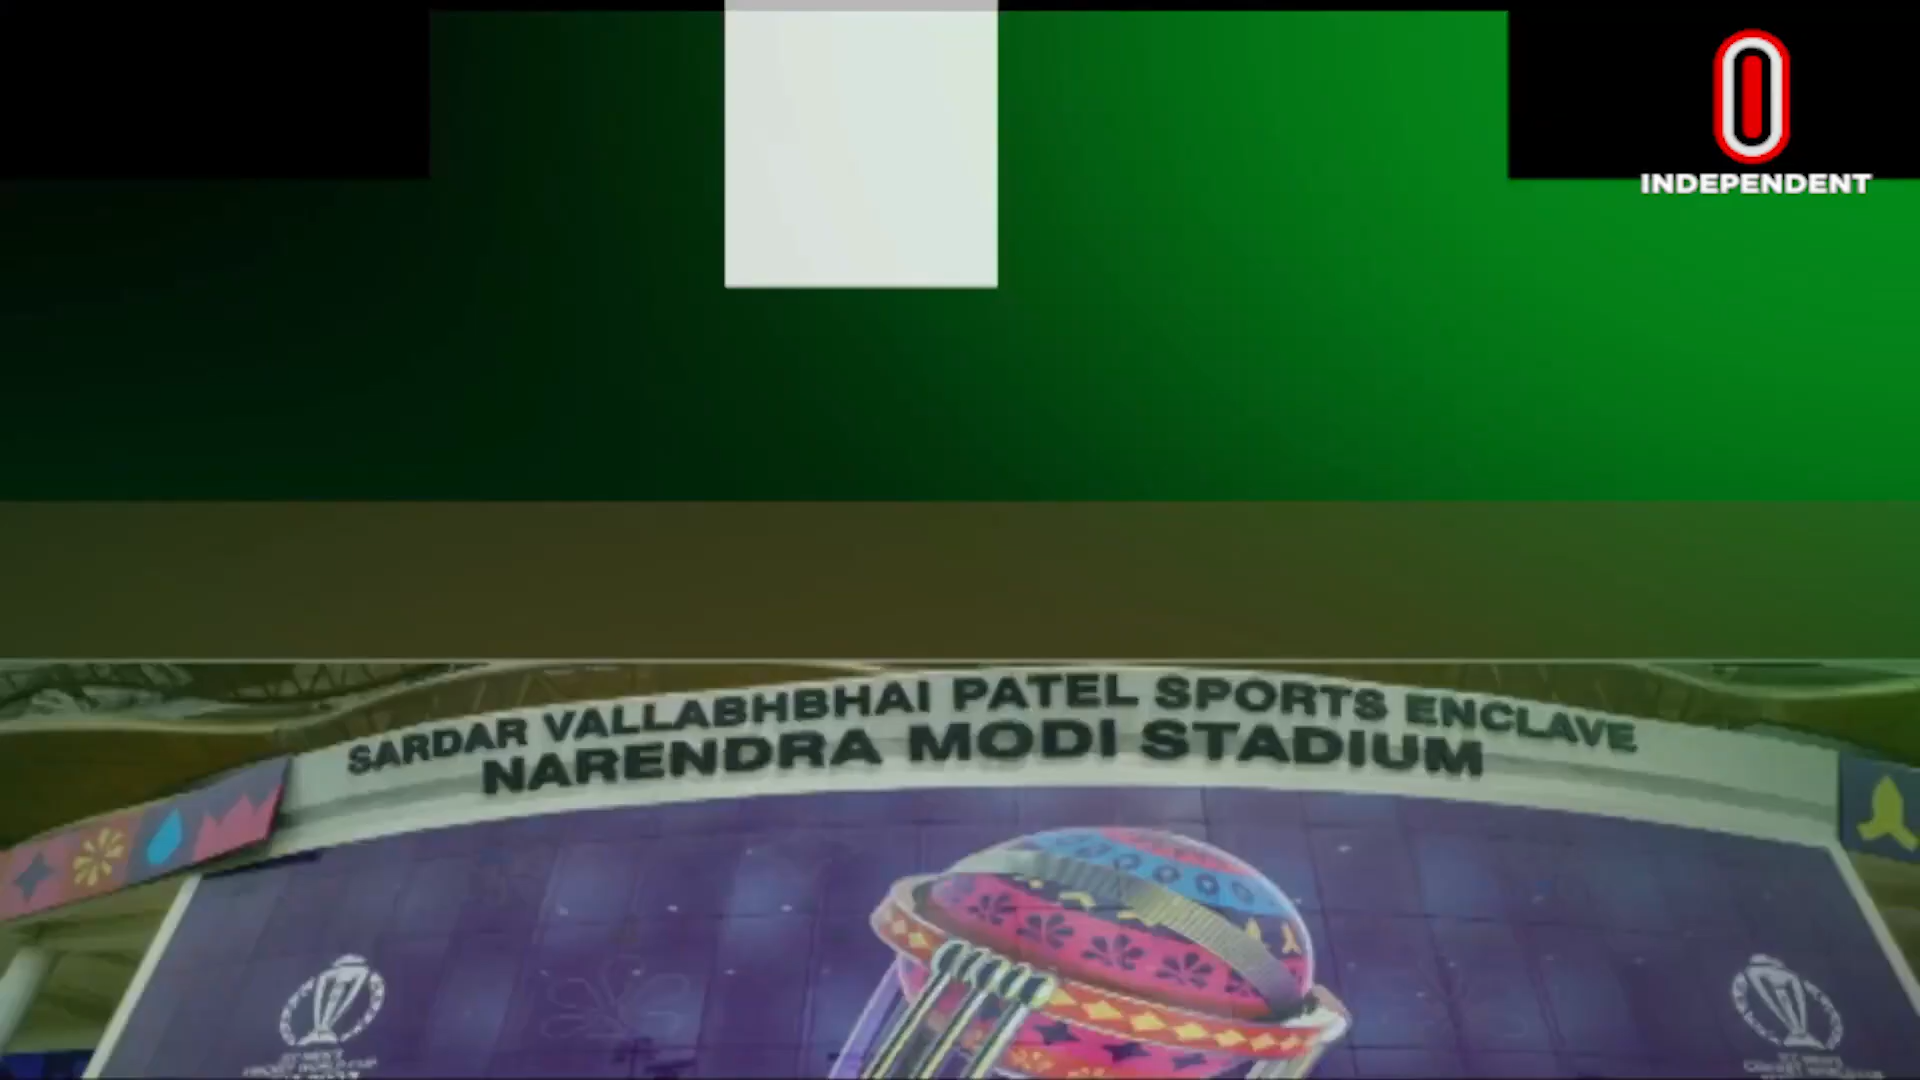 INDEPENDENT
SARDAR VALLABHBHAI PATEL SPORTS ENCLAVE
NARENDRA MODI STADIUM